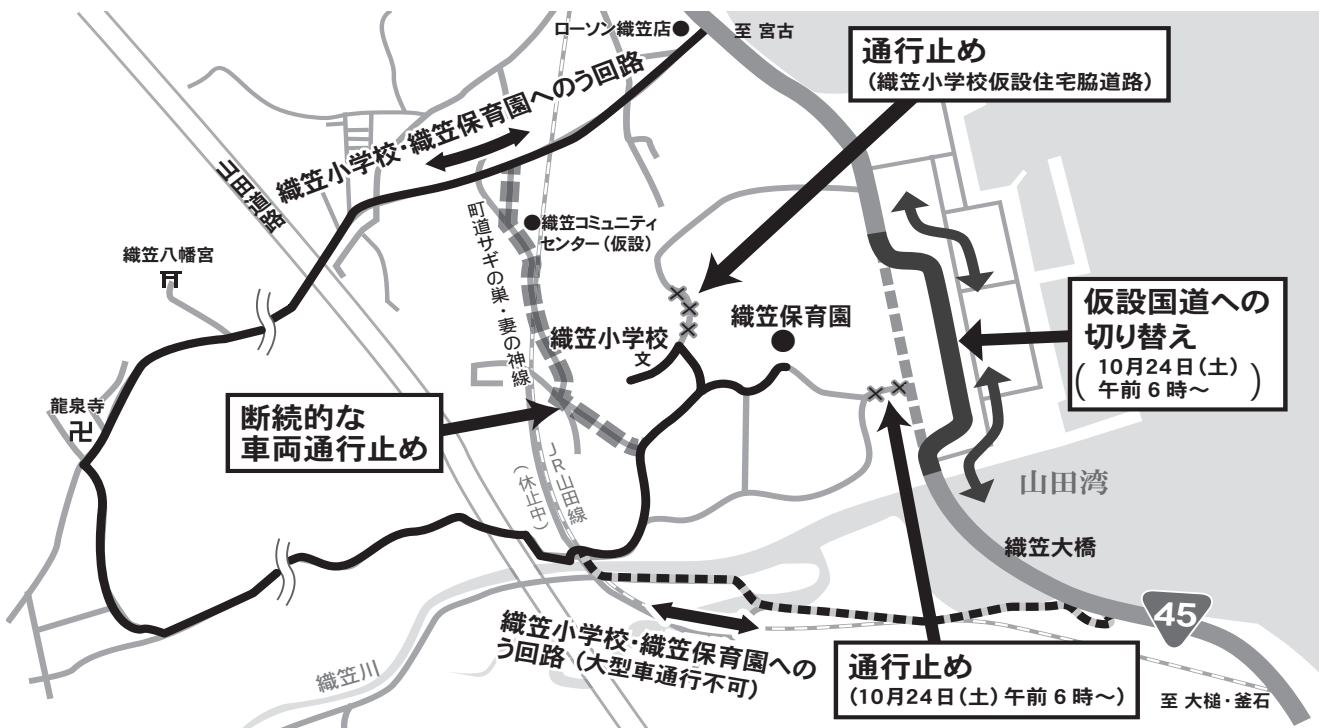 ローソン織笠店
至 宮古
通行止め
(織笠小学校仮設住宅脇道路)
織笠小学校・織笠保育園へのう回路
山田道路
町道サギの巣・妻の神線
織笠コミュニティ
センター(仮設)
織笠八幡宮
織笠保育園
織笠小学校
文
仮設国道への
切り替え
(10月24日(土)
午前6時~)
龍泉寺
断続的な
車両通行止め
JR山田線
(休止中)
山田湾
織笠大橋
45
織笠小学校・織笠保育園への
う回路(大型車通行不可)
通行止め
(10月24日(土)午前6時~)
織笠川
至 大槌・釜石